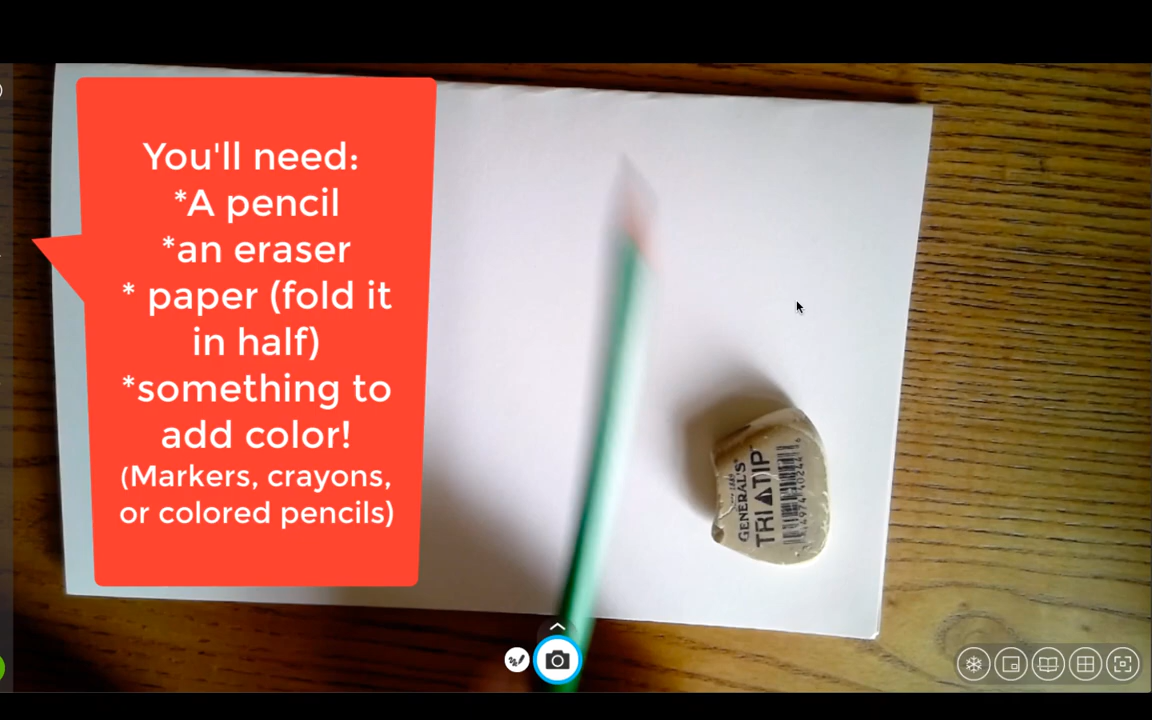 You'll need:
*A pencil
*an eraser
* paper (fold it
in half)
*something to
add color!
(Markers, crayons,
or colored pencils)
GENERAL'S
TRI TIP